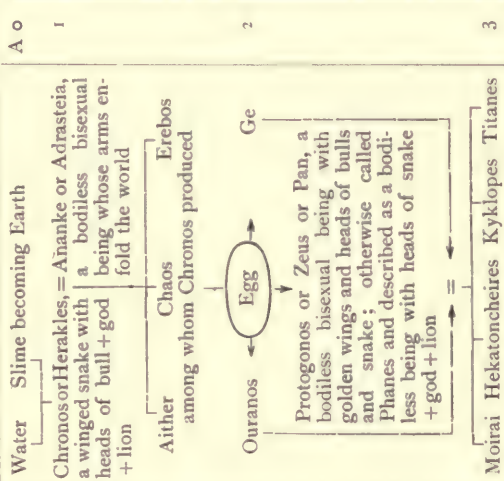 A 0
Water Slime becoming Earth
1
Chronos or Herakles, = Ananke or Adrasteia,
a winged snake with a bodiless bisexual
heads of bull + god being whose arms en-
+ lion fold the world
Aither Chaos Erebos
among whom Chronos produced
2
Egg
Ouranos Ge
Protogonos or Zeus or Pan, a
bodiless bisexual being with
golden wings and heads of bulls
and snake; otherwise called
Phanes and described as a bodi-
less being with heads of snake
+ god + lion
=
3
Moirai Hekatoncheires Kyklopes Titanes